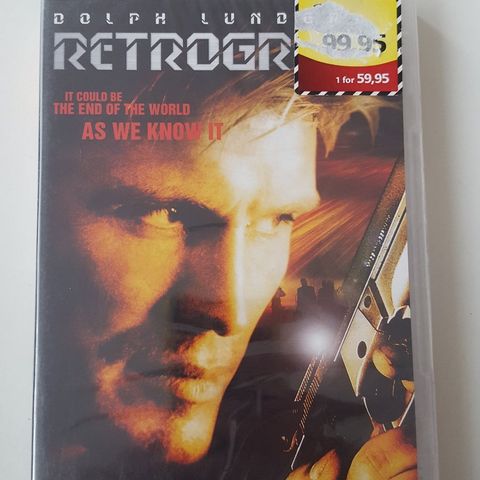 DOLPH LUND
RETROGR
99,95
1 for 59,95
IT COULD BE
THE END OF THE WORLD
AS WE KNOW IT